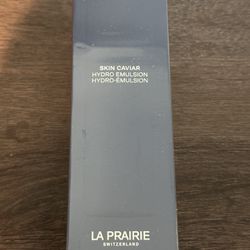 SKIN CAVIAR
HYDRO EMULSION
HYDRO-ÉMULSION
LA PRAIRIE
SWITZERLAND